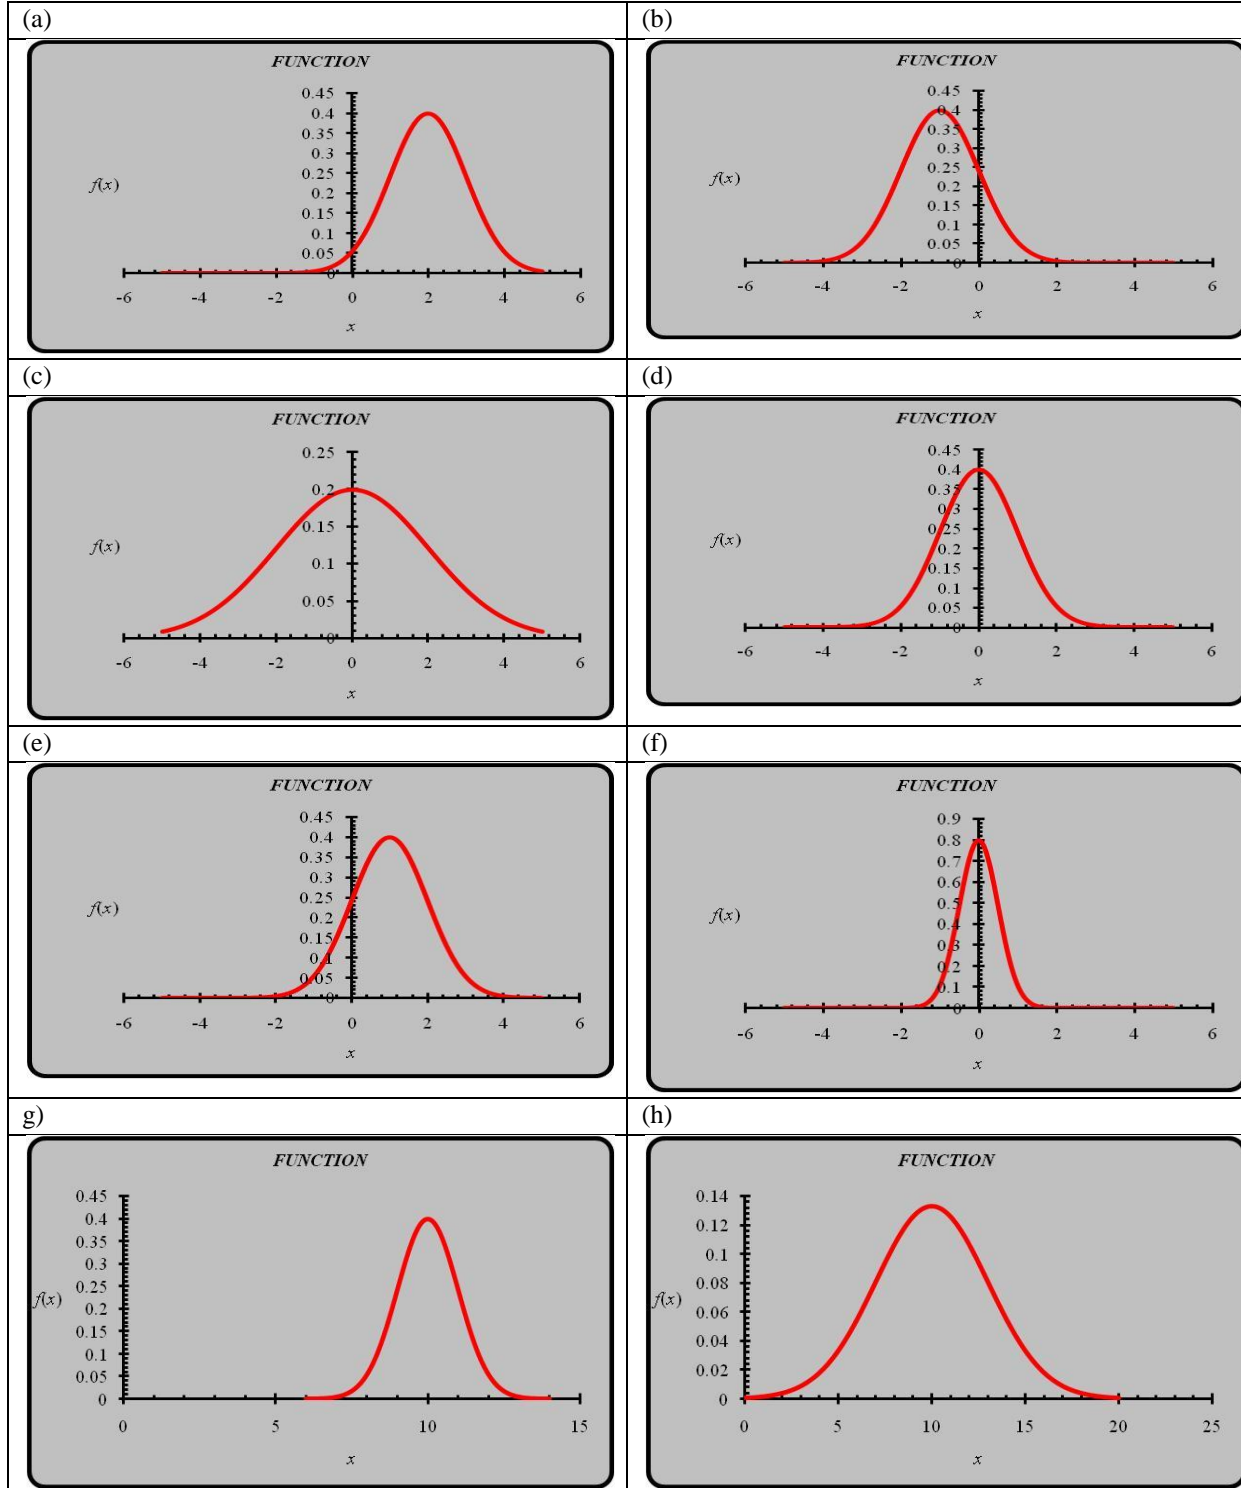 (a)
FUNCTION
0.45
0.4
0.35
0.3
0.25
0.2
0.15
0.1
0.05
0
f(x)
-6 -4 -2 0 2 4 6
x
(b)
FUNCTION
0.45
0.4
0.35
0.3
0.25
0.2
0.15
0.1
0.05
0
f(x)
-6 -4 -2 0 2 4 6
x
(c)
FUNCTION
0.25
0.2
0.15
0.1
0.05
0
f(x)
-6 -4 -2 0 2 4 6
x
(d)
FUNCTION
0.45
0.4
0.35
0.3
0.25
0.2
0.15
0.1
0.05
0
f(x)
-6 -4 -2 0 2 4 6
x
(e)
FUNCTION
0.45
0.4
0.35
0.3
0.25
0.2
0.15
0.1
0.05
0
f(x)
-6 -4 -2 0 2 4 6
x
(f)
FUNCTION
0.9
0.8
0.7
0.6
0.5
0.4
0.3
0.2
0.1
0
f(x)
-6 -4 -2 0 2 4 6
x
g)
FUNCTION
0.45
0.4
0.35
0.3
0.25
0.2
0.15
0.1
0.05
0
f(x)
0 5 10 15
x
(h)
FUNCTION
0.14
0.12
0.1
0.08
0.06
0.04
0.02
0
f(x)
0 5 10 15 20 25
x